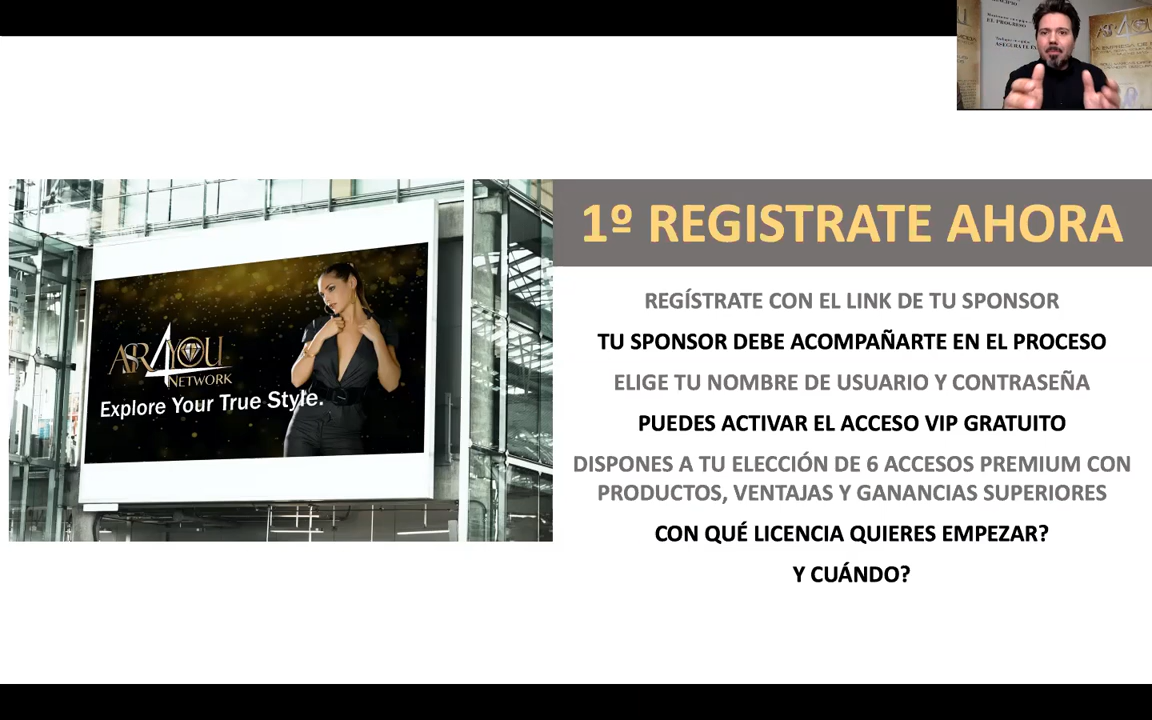 ASR4YOU
NETWORK
Explore Your True Style.
1º REGISTRATE AHORA
REGÍSTRATE CON EL LINK DE TU SPONSOR
TU SPONSOR DEBE ACOMPAÑARTE EN EL PROCESO
ELIGE TU NOMBRE DE USUARIO Y CONTRASEÑA
PUEDES ACTIVAR EL ACCESO VIP GRATUITO
DISPONES A TU ELECCIÓN DE 6 ACCESOS PREMIUM CON
PRODUCTOS, VENTAJAS Y GANANCIAS SUPERIORES
CON QUÉ LICENCIA QUIERES EMPEZAR?
Y CUÁNDO?
EL PROGRESO